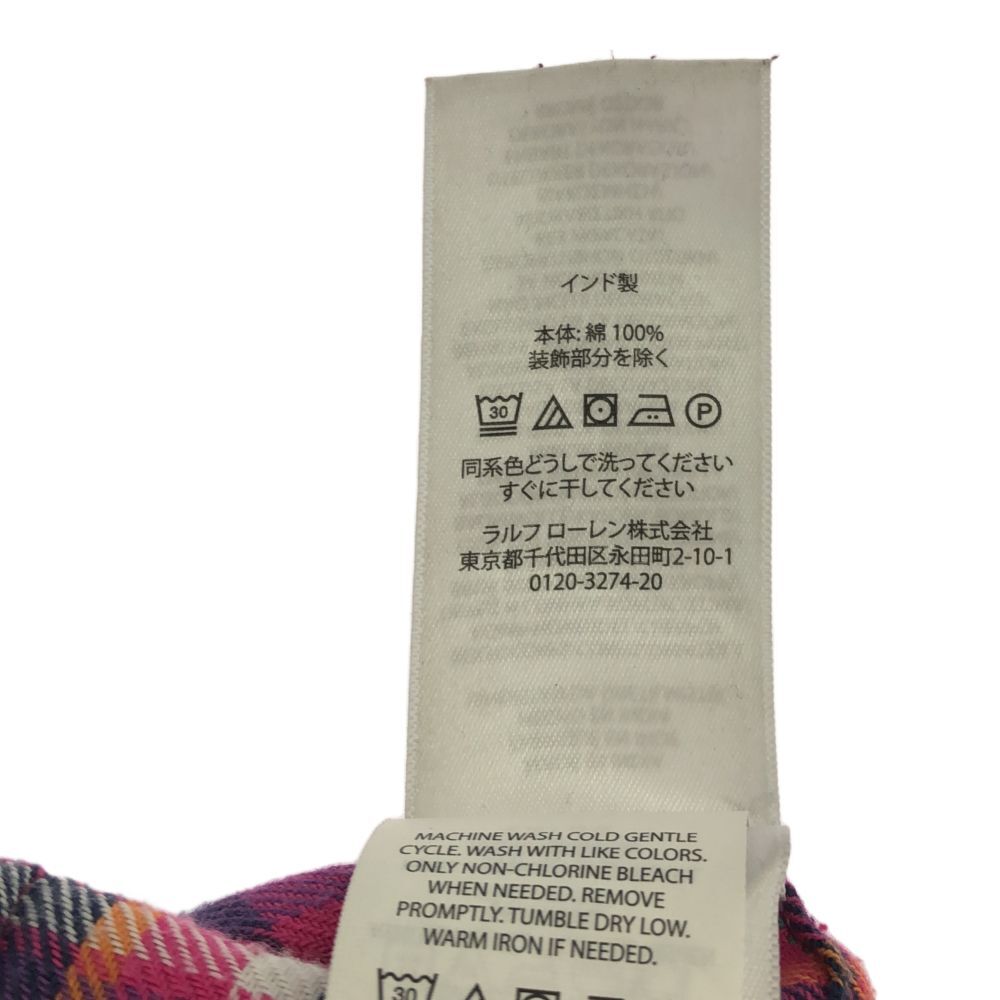 インド製
本体: 綿 100%
装飾部分を除く
30 P
同系色どうしで洗ってください
すぐに干してください
ラルフ ローレン株式会社
東京都千代田区永田町2-10-1
0120-3274-20
MACHINE WASH COLD GENTLE
CYCLE. WASH WITH LIKE COLORS.
ONLY NON-CHLORINE BLEACH
WHEN NEEDED. REMOVE
PROMPTLY. TUMBLE DRY LOW.
WARM IRON IF NEEDED.
30